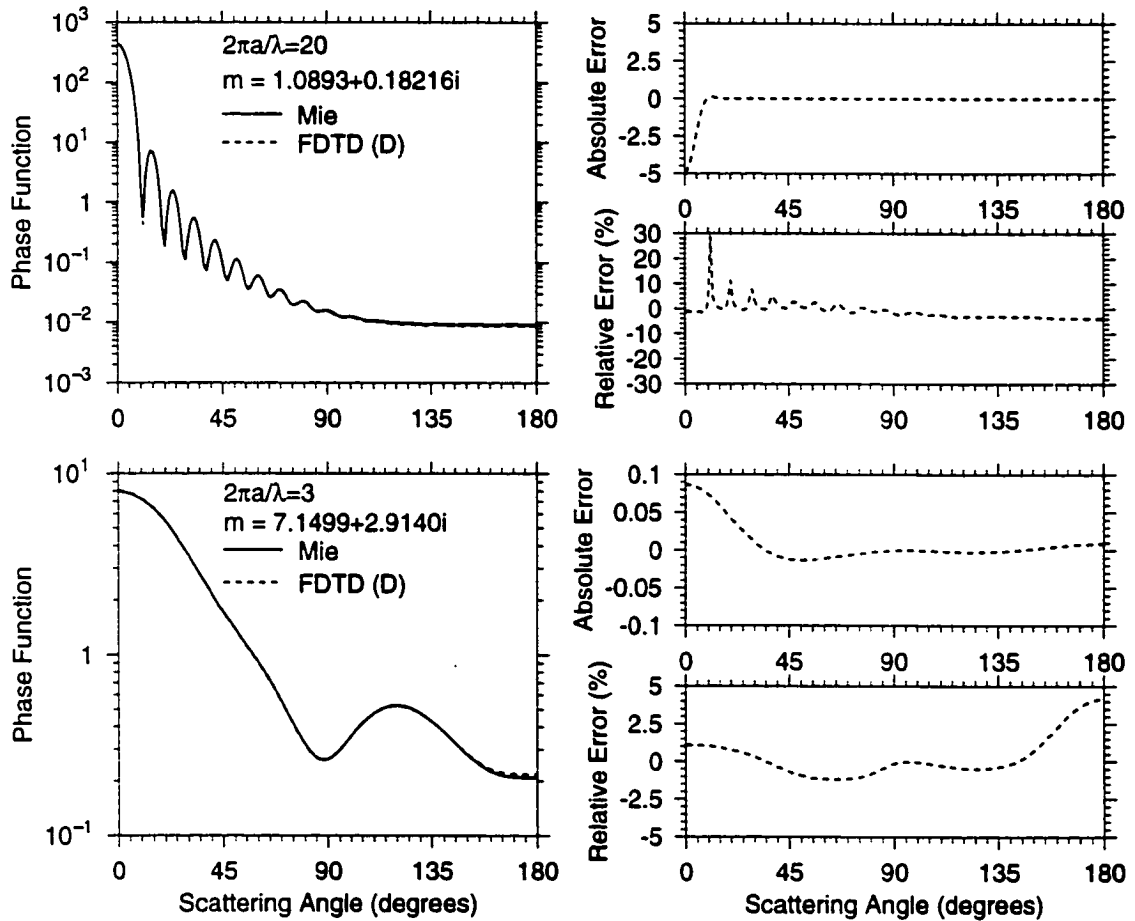 10³
10²
10¹
1
10⁻¹
10⁻²
10⁻³
Phase Function
2πa/λ=20
m = 1.0893+0.18216i
Mie
FDTD (D)
0 45 90 135 180
5
2.5
0
-2.5
-5
Absolute Error
0 45 90 135 180
30
20
10
0
-10
-20
-30
Relative Error (%)
0 45 90 135 180
10¹
1
10⁻¹
Phase Function
2πa/λ=3
m = 7.1499+2.9140i
Mie
FDTD (D)
0 45 90 135 180
Scattering Angle (degrees)
0.1
0.05
0
-0.05
-0.1
Absolute Error
0 45 90 135 180
5
2.5
0
-2.5
-5
Relative Error (%)
0 45 90 135 180
Scattering Angle (degrees)